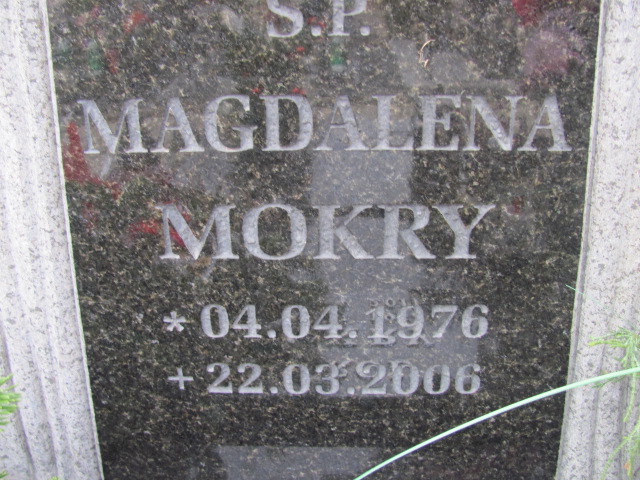 S.P.
MAGDALENA
MOKRY
* 04.04.1976
+ 22.03.2006